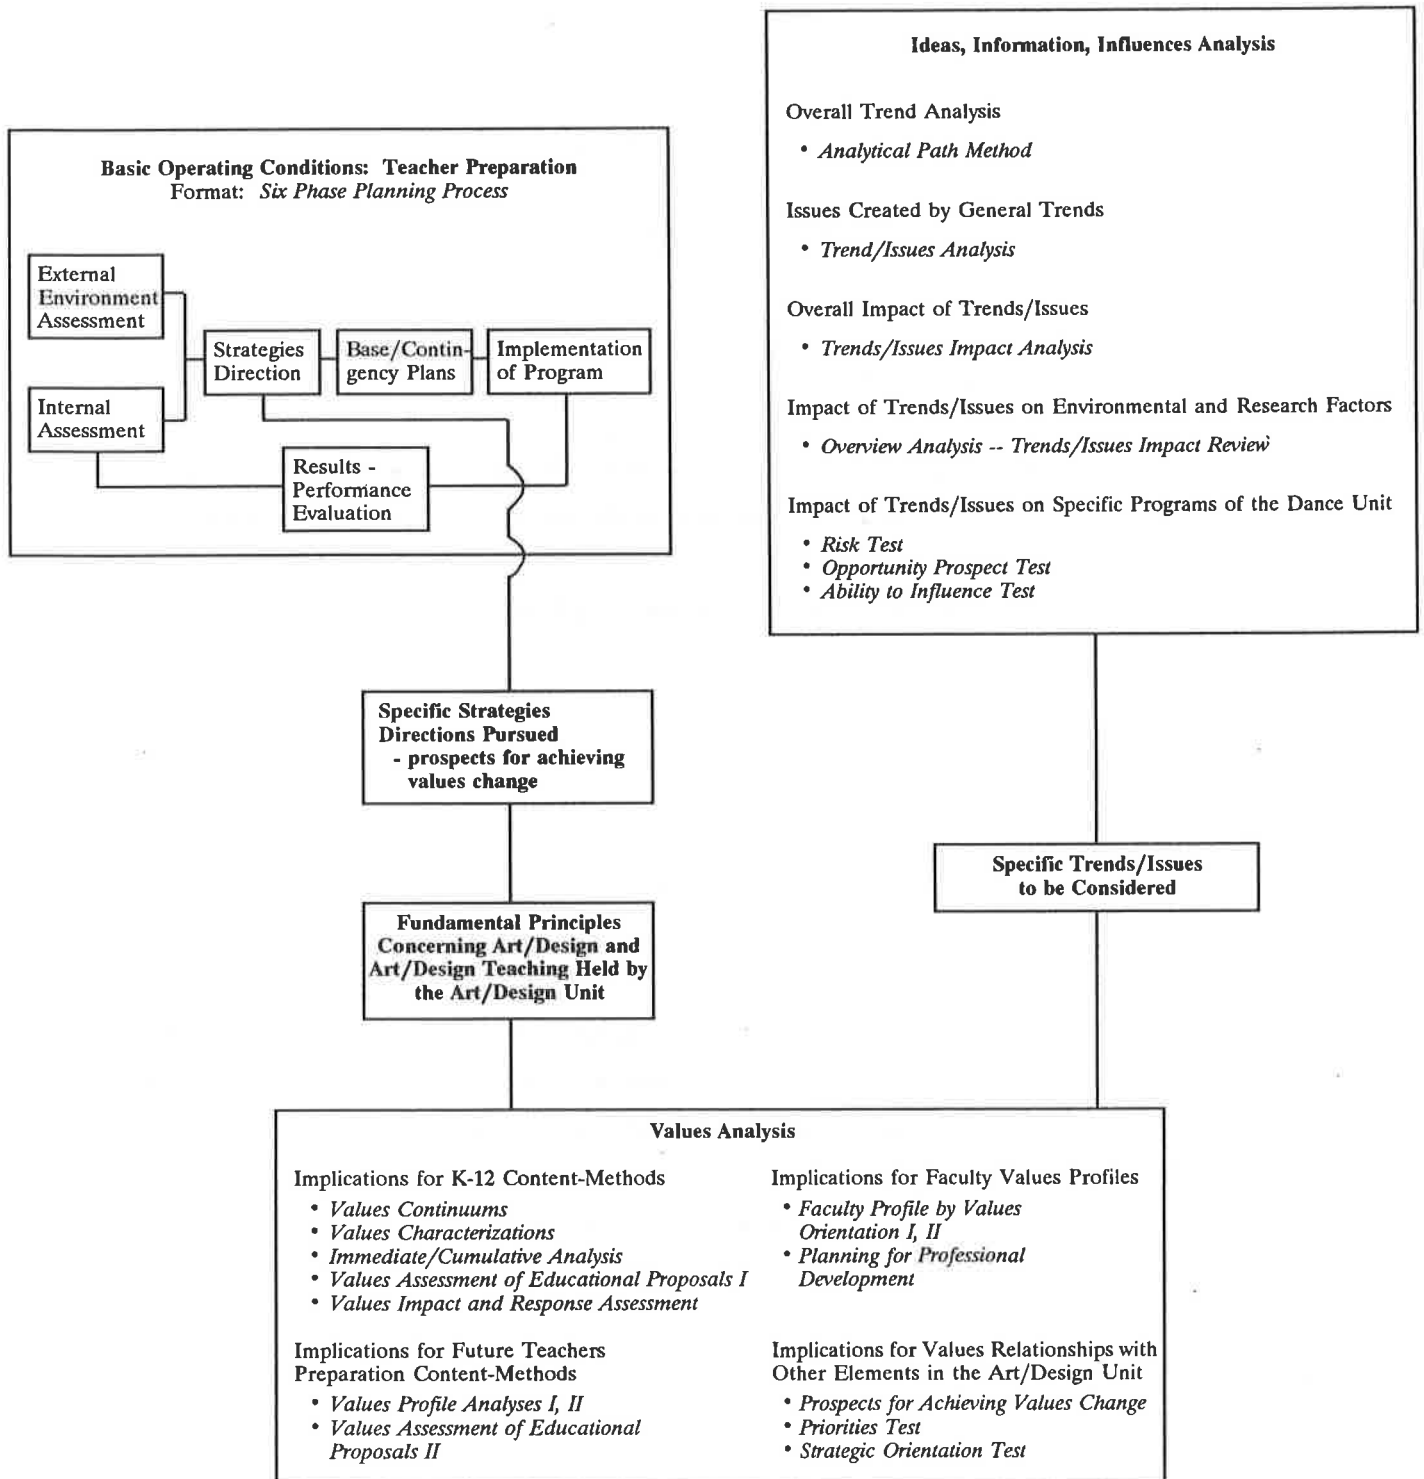 Ideas, Information, Influences Analysis
Overall Trend Analysis
• Analytical Path Method
Issues Created by General Trends
• Trend/Issues Analysis
Overall Impact of Trends/Issues
• Trends/Issues Impact Analysis
Impact of Trends/Issues on Environmental and Research Factors
• Overview Analysis -- Trends/Issues Impact Review
Impact of Trends/Issues on Specific Programs of the Dance Unit
• Risk Test
• Opportunity Prospect Test
• Ability to Influence Test
Basic Operating Conditions: Teacher Preparation
Format: Six Phase Planning Process
External
Environment
Assessment
Internal
Assessment
Strategies
Direction
Base/Contin-
gency Plans
Implementation
of Program
Results -
Performance
Evaluation
Specific Strategies
Directions Pursued
- prospects for achieving
values change
Fundamental Principles
Concerning Art/Design and
Art/Design Teaching Held by
the Art/Design Unit
Specific Trends/Issues
to be Considered
Values Analysis
Implications for K-12 Content-Methods
• Values Continuums
• Values Characterizations
• Immediate/Cumulative Analysis
• Values Assessment of Educational Proposals I
• Values Impact and Response Assessment
Implications for Future Teachers
Preparation Content-Methods
• Values Profile Analyses I, II
• Values Assessment of Educational
Proposals II
Implications for Faculty Values Profiles
• Faculty Profile by Values
Orientation I, II
• Planning for Professional
Development
Implications for Values Relationships with
Other Elements in the Art/Design Unit
• Prospects for Achieving Values Change
• Priorities Test
• Strategic Orientation Test